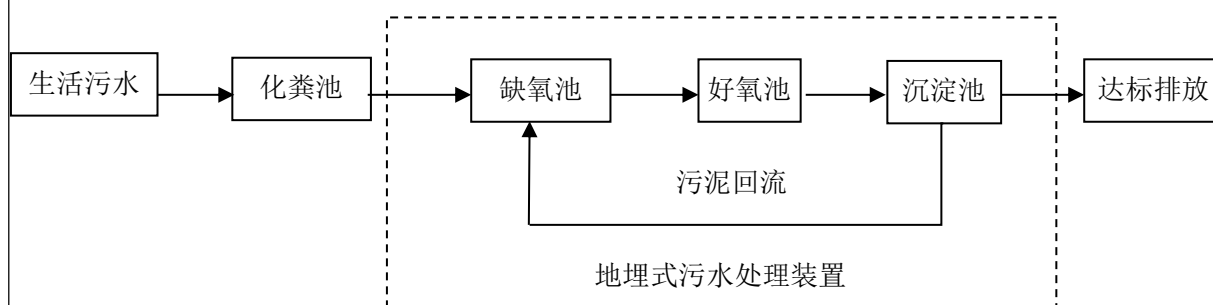 生活污水
化粪池
缺氧池
好氧池
沉淀池
达标排放
污泥回流
地埋式污水处理装置